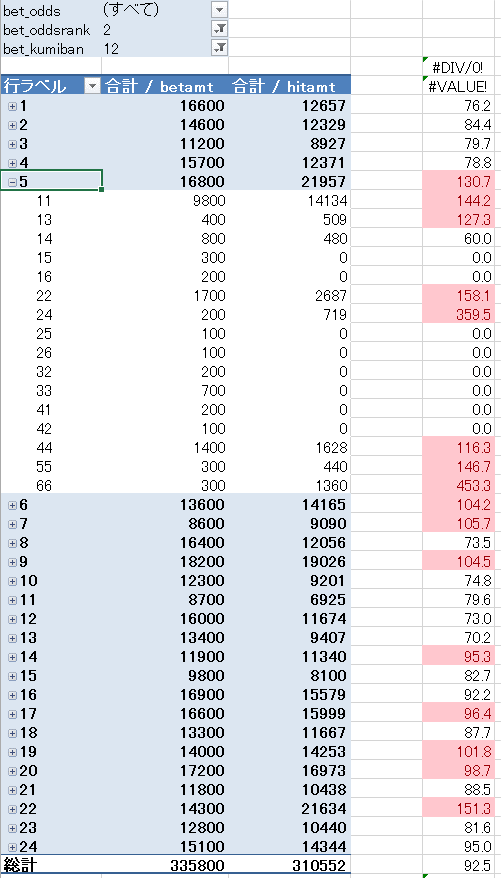 bet_odds (すべて)
bet_oddsrank 2
bet_kumiban 12
#DIV/0!
行ラベル 合計 / betamt 合計 / hitamt #VALUE!
1 16600 12657 76.2
2 14600 12329 84.4
3 11200 8927 79.7
4 15700 12371 78.8
5 16800 21957 130.7
11 9800 14134 144.2
13 400 509 127.3
14 800 480 60.0
15 300 0 0.0
16 200 0 0.0
22 1700 2687 158.1
24 200 719 359.5
25 100 0 0.0
26 100 0 0.0
32 200 0 0.0
33 700 0 0.0
41 200 0 0.0
42 100 0 0.0
44 1400 1628 116.3
55 300 440 146.7
66 300 1360 453.3
6 13600 14165 104.2
7 8600 9090 105.7
8 16400 12056 73.5
9 18200 19026 104.5
10 12300 9201 74.8
11 8700 6925 79.6
12 16000 11674 73.0
13 13400 9407 70.2
14 11900 11340 95.3
15 9800 8100 82.7
16 16900 15579 92.2
17 16600 15999 96.4
18 13300 11667 87.7
19 14000 14253 101.8
20 17200 16973 98.7
21 11800 10438 88.5
22 14300 21634 151.3
23 12800 10440 81.6
24 15100 14344 95.0
総計 335800 310552 92.5